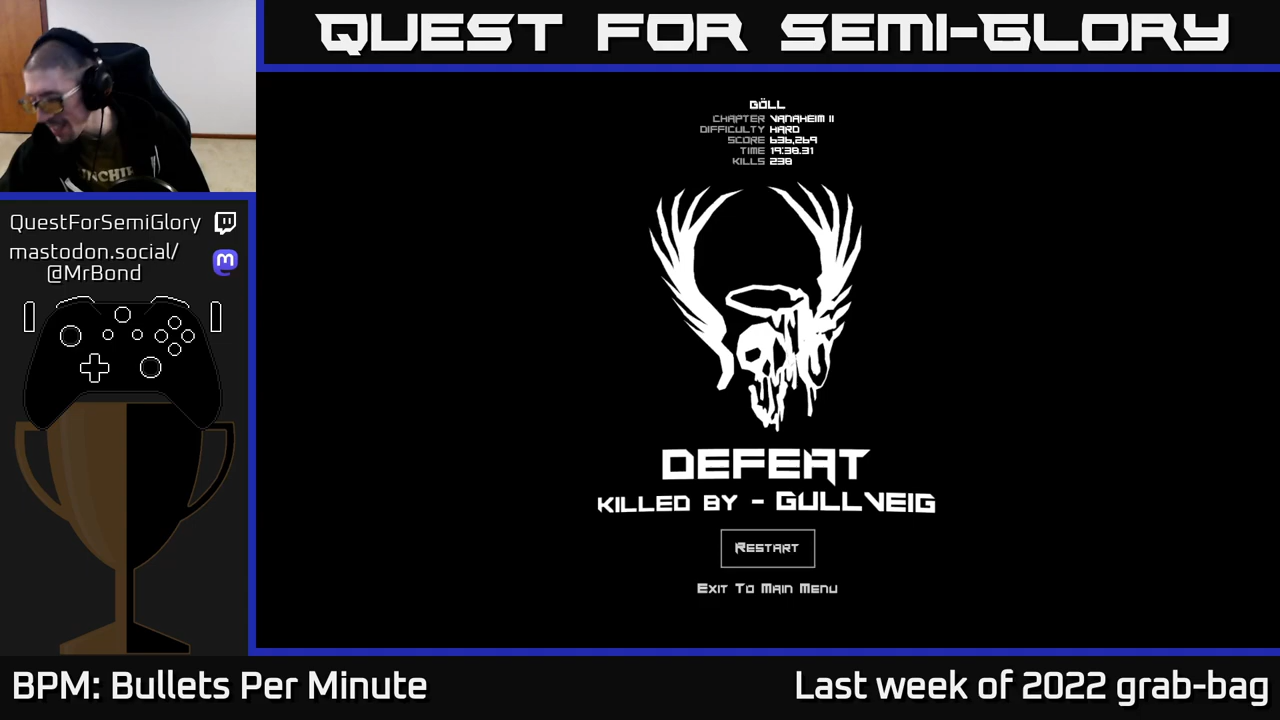 QUEST FOR SEMI-GLORY
GÖLL
CHAPTER VANAHEIM II
DIFFICULTY HARD
SCORE 636,269
TIME 19:38.31
KILLS 238
QuestForSemiGlory
mastodon.social/
@MrBond
DEFEAT
KILLED BY - GULLVEIG
RESTART
EXIT TO MAIN MENU
BPM: Bullets Per Minute
Last week of 2022 grab-bag